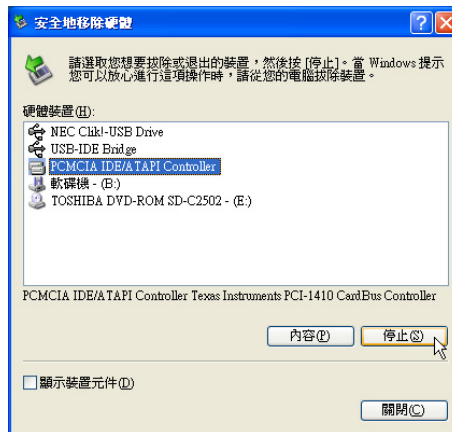 安全地移除硬體
請選取您想要拔除或退出的裝置，然後按 [停止]。當 Windows 提示
您可以放心進行這項操作時，請從您的電腦拔除裝置。
硬體裝置(H):
NEC Clik!-USB Drive
USB-IDE Bridge
PCMCIA IDE/ATAPI Controller
軟碟機 - (B:)
TOSHIBA DVD-ROM SD-C2502 - (E:)
PCMCIA IDE/ATAPI Controller Texas Instruments PCI-1410 CardBus Controller
內容(P)
停止(S)
顯示裝置元件(D)
關閉(C)